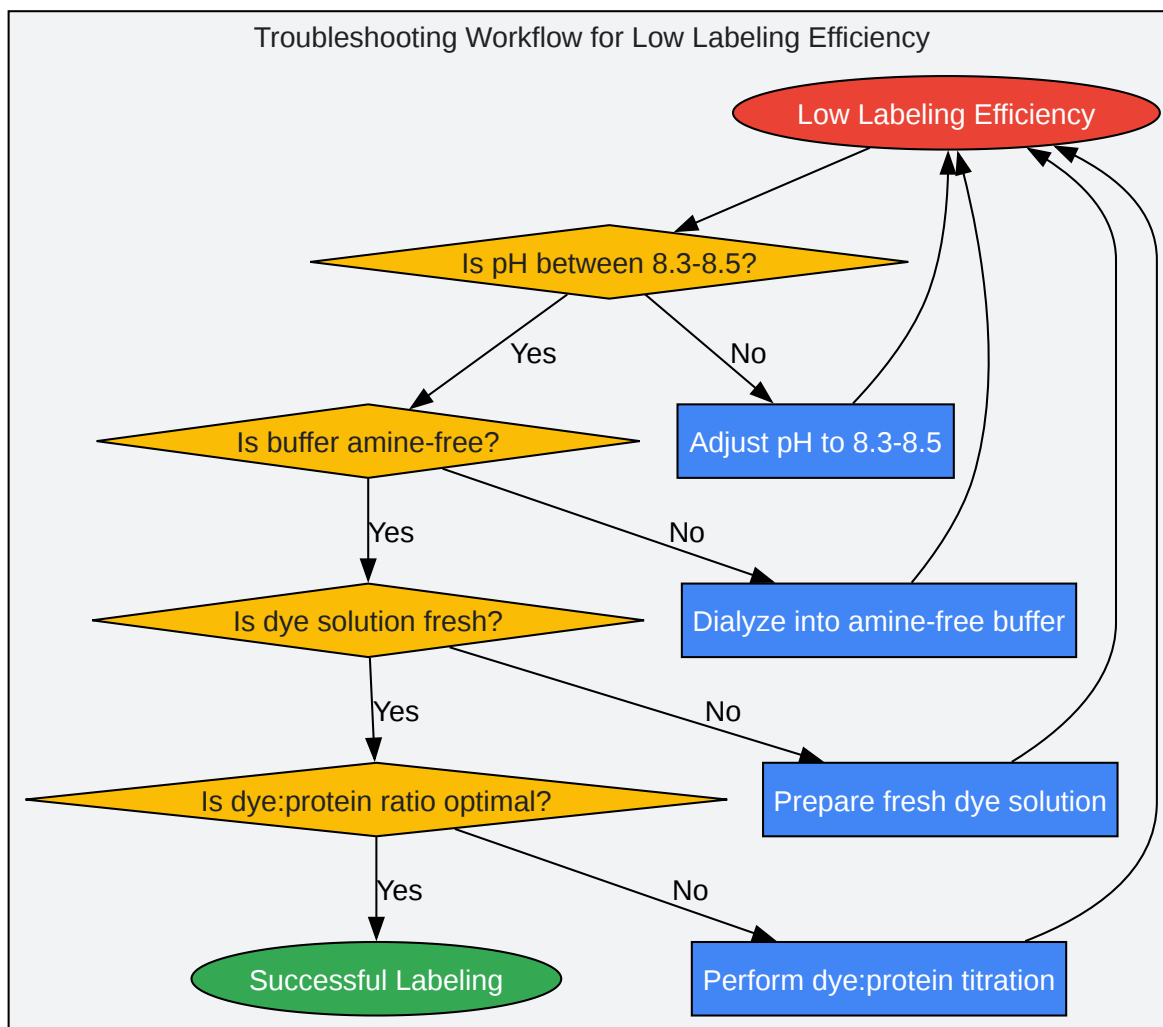 Troubleshooting Workflow for Low Labeling Efficiency
Low Labeling Efficiency
Is pH between 8.3-8.5?
Yes
No
Is buffer amine-free?
Adjust pH to 8.3-8.5
Yes
No
Is dye solution fresh?
Dialyze into amine-free buffer
Yes
No
Is dye:protein ratio optimal?
Prepare fresh dye solution
Yes
No
Successful Labeling
Perform dye:protein titration